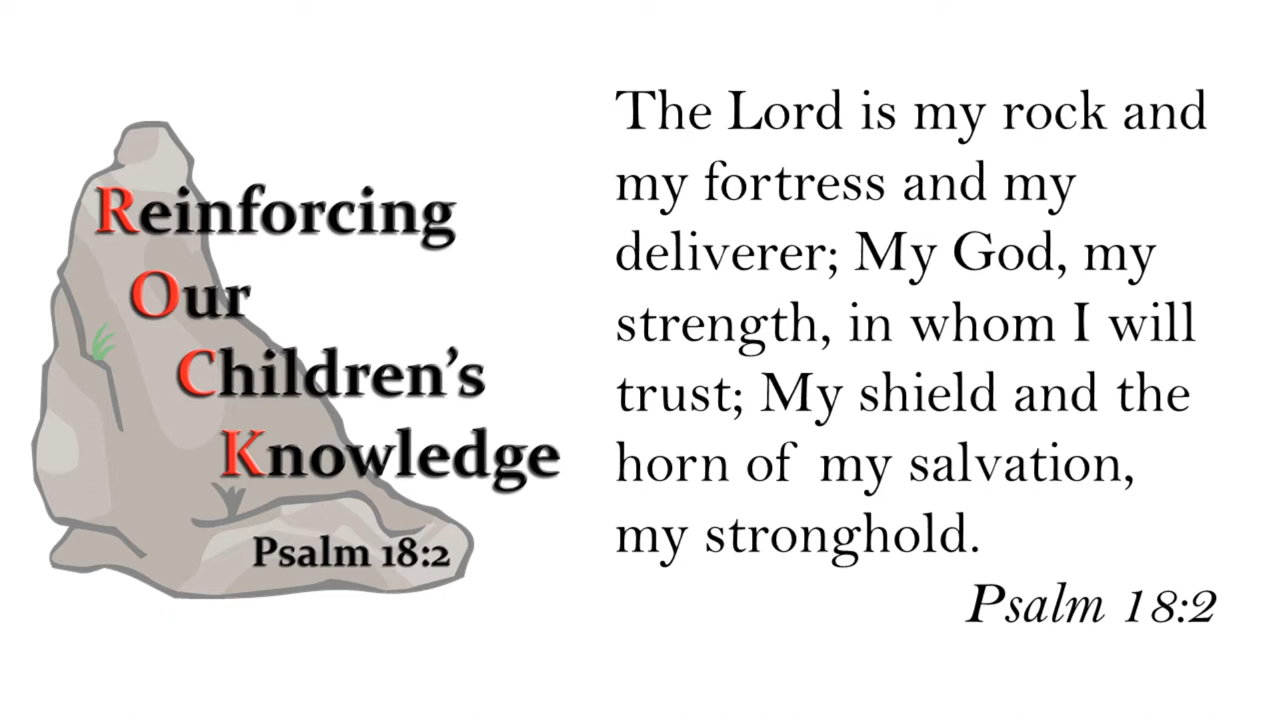 Reinforcing
Our
Children's
Knowledge
Psalm 18:2
The Lord is my rock and
my fortress and my
deliverer; My God, my
strength, in whom I will
trust; My shield and the
horn of my salvation,
my stronghold.
Psalm 18:2